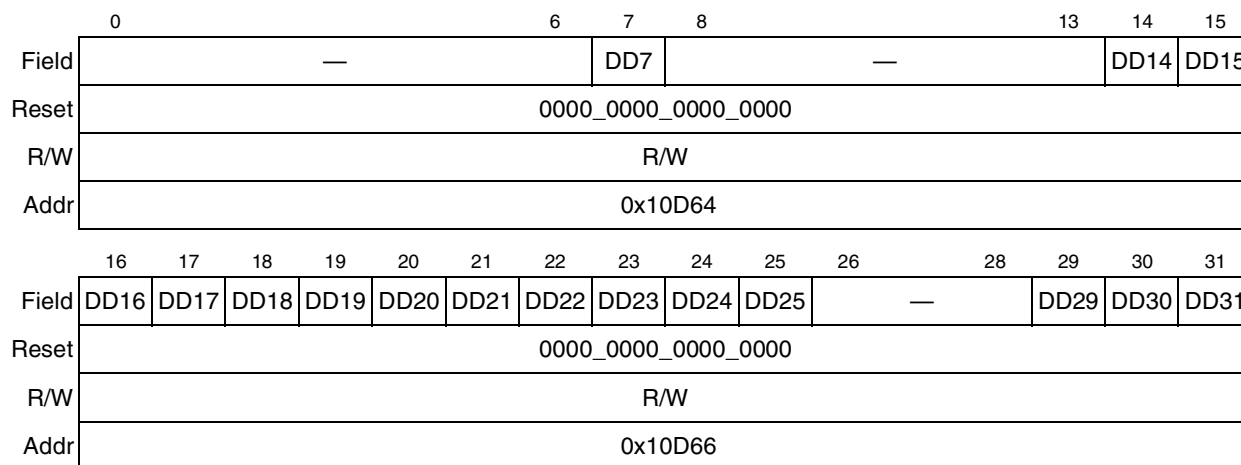 0 6 7 8 13 14 15
Field — DD7 — DD14 DD15
Reset 0000_0000_0000_0000
R/W R/W
Addr 0x10D64
16 17 18 19 20 21 22 23 24 25 26 28 29 30 31
Field DD16 DD17 DD18 DD19 DD20 DD21 DD22 DD23 DD24 DD25 — DD29 DD30 DD31
Reset 0000_0000_0000_0000
R/W R/W
Addr 0x10D66